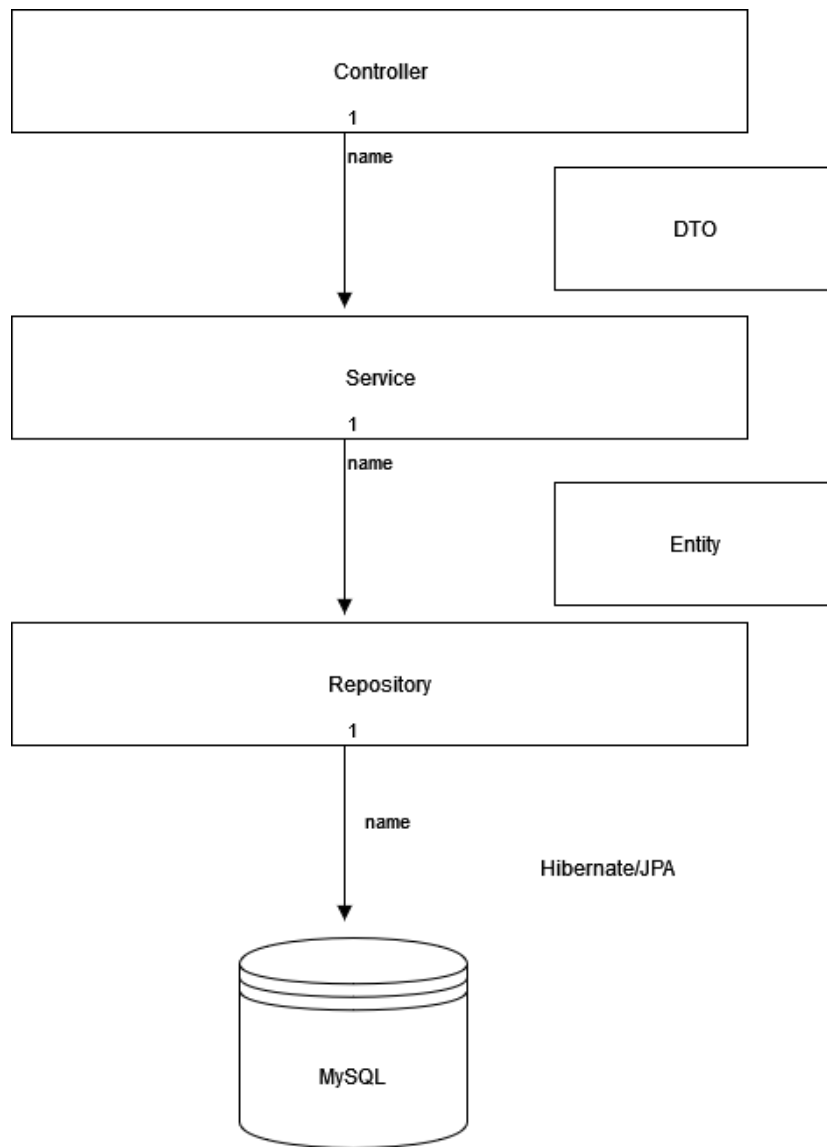 Controller
1
name
DTO
Service
1
name
Entity
Repository
1
name
Hibernate/JPA
MySQL